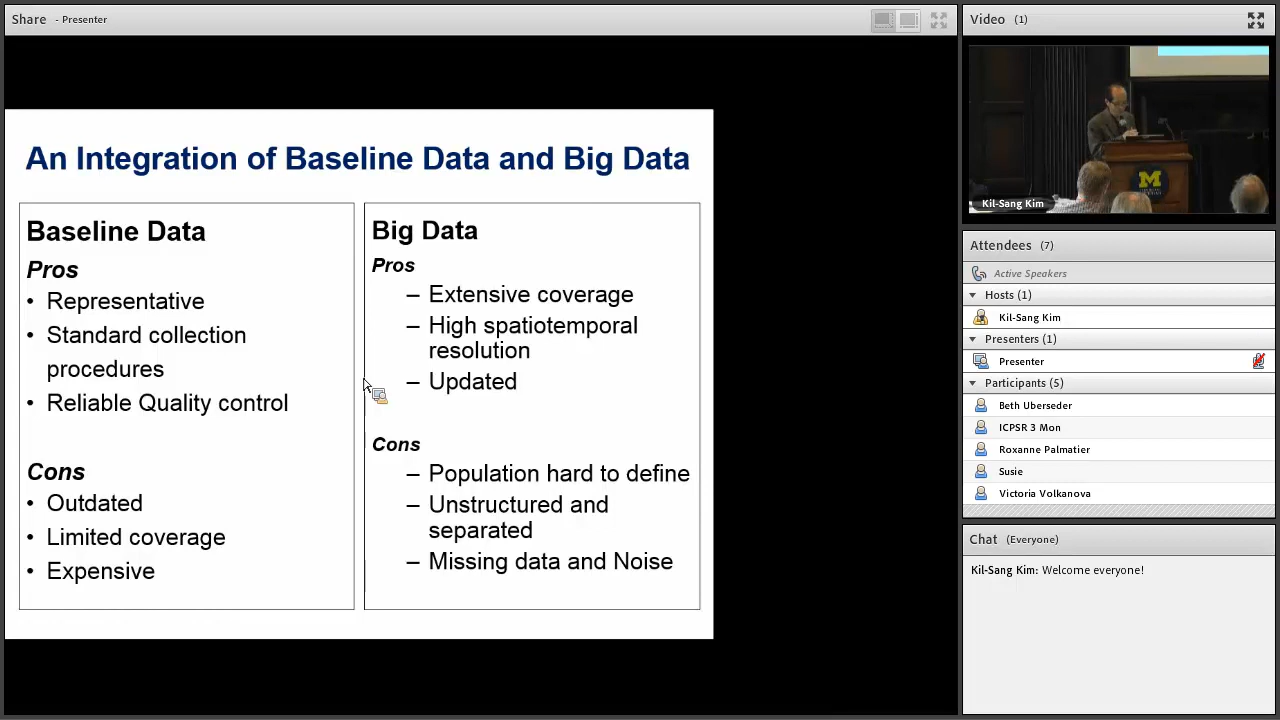 Share - Presenter
An Integration of Baseline Data and Big Data
Baseline Data
Pros
• Representative
• Standard collection
procedures
• Reliable Quality control
Cons
• Outdated
• Limited coverage
• Expensive
Big Data
Pros
– Extensive coverage
– High spatiotemporal
resolution
– Updated
Cons
– Population hard to define
– Unstructured and
separated
– Missing data and Noise
Video (1)
M
Kil-Sang Kim
Attendees (7)
Active Speakers
Hosts (1)
Kil-Sang Kim
Presenters (1)
Presenter
Participants (5)
Beth Uberseder
ICPSR 3 Mon
Roxanne Palmatier
Susie
Victoria Volkanova
Chat (Everyone)
Kil-Sang Kim: Welcome everyone!